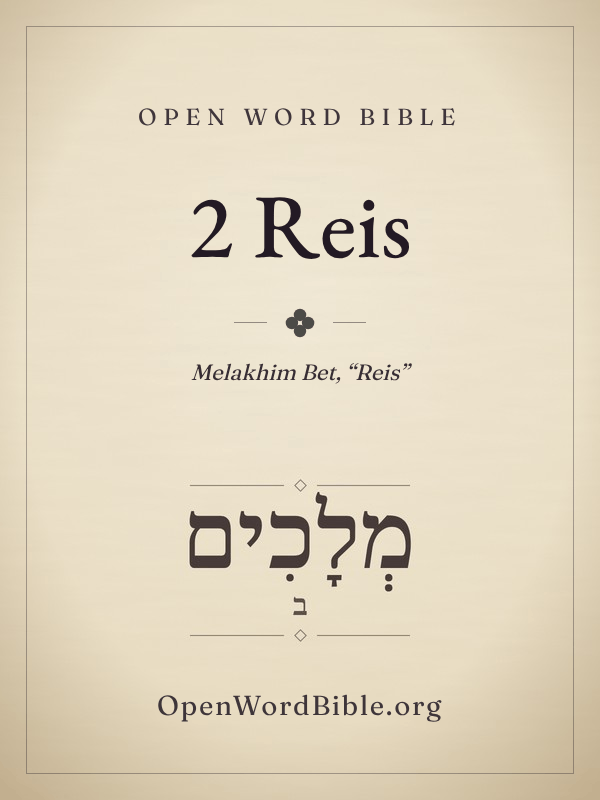 OPEN WORD BIBLE
2 Reis
Melakhim Bet, “Reis”
מְלָכִים
ב
OpenWordBible.org